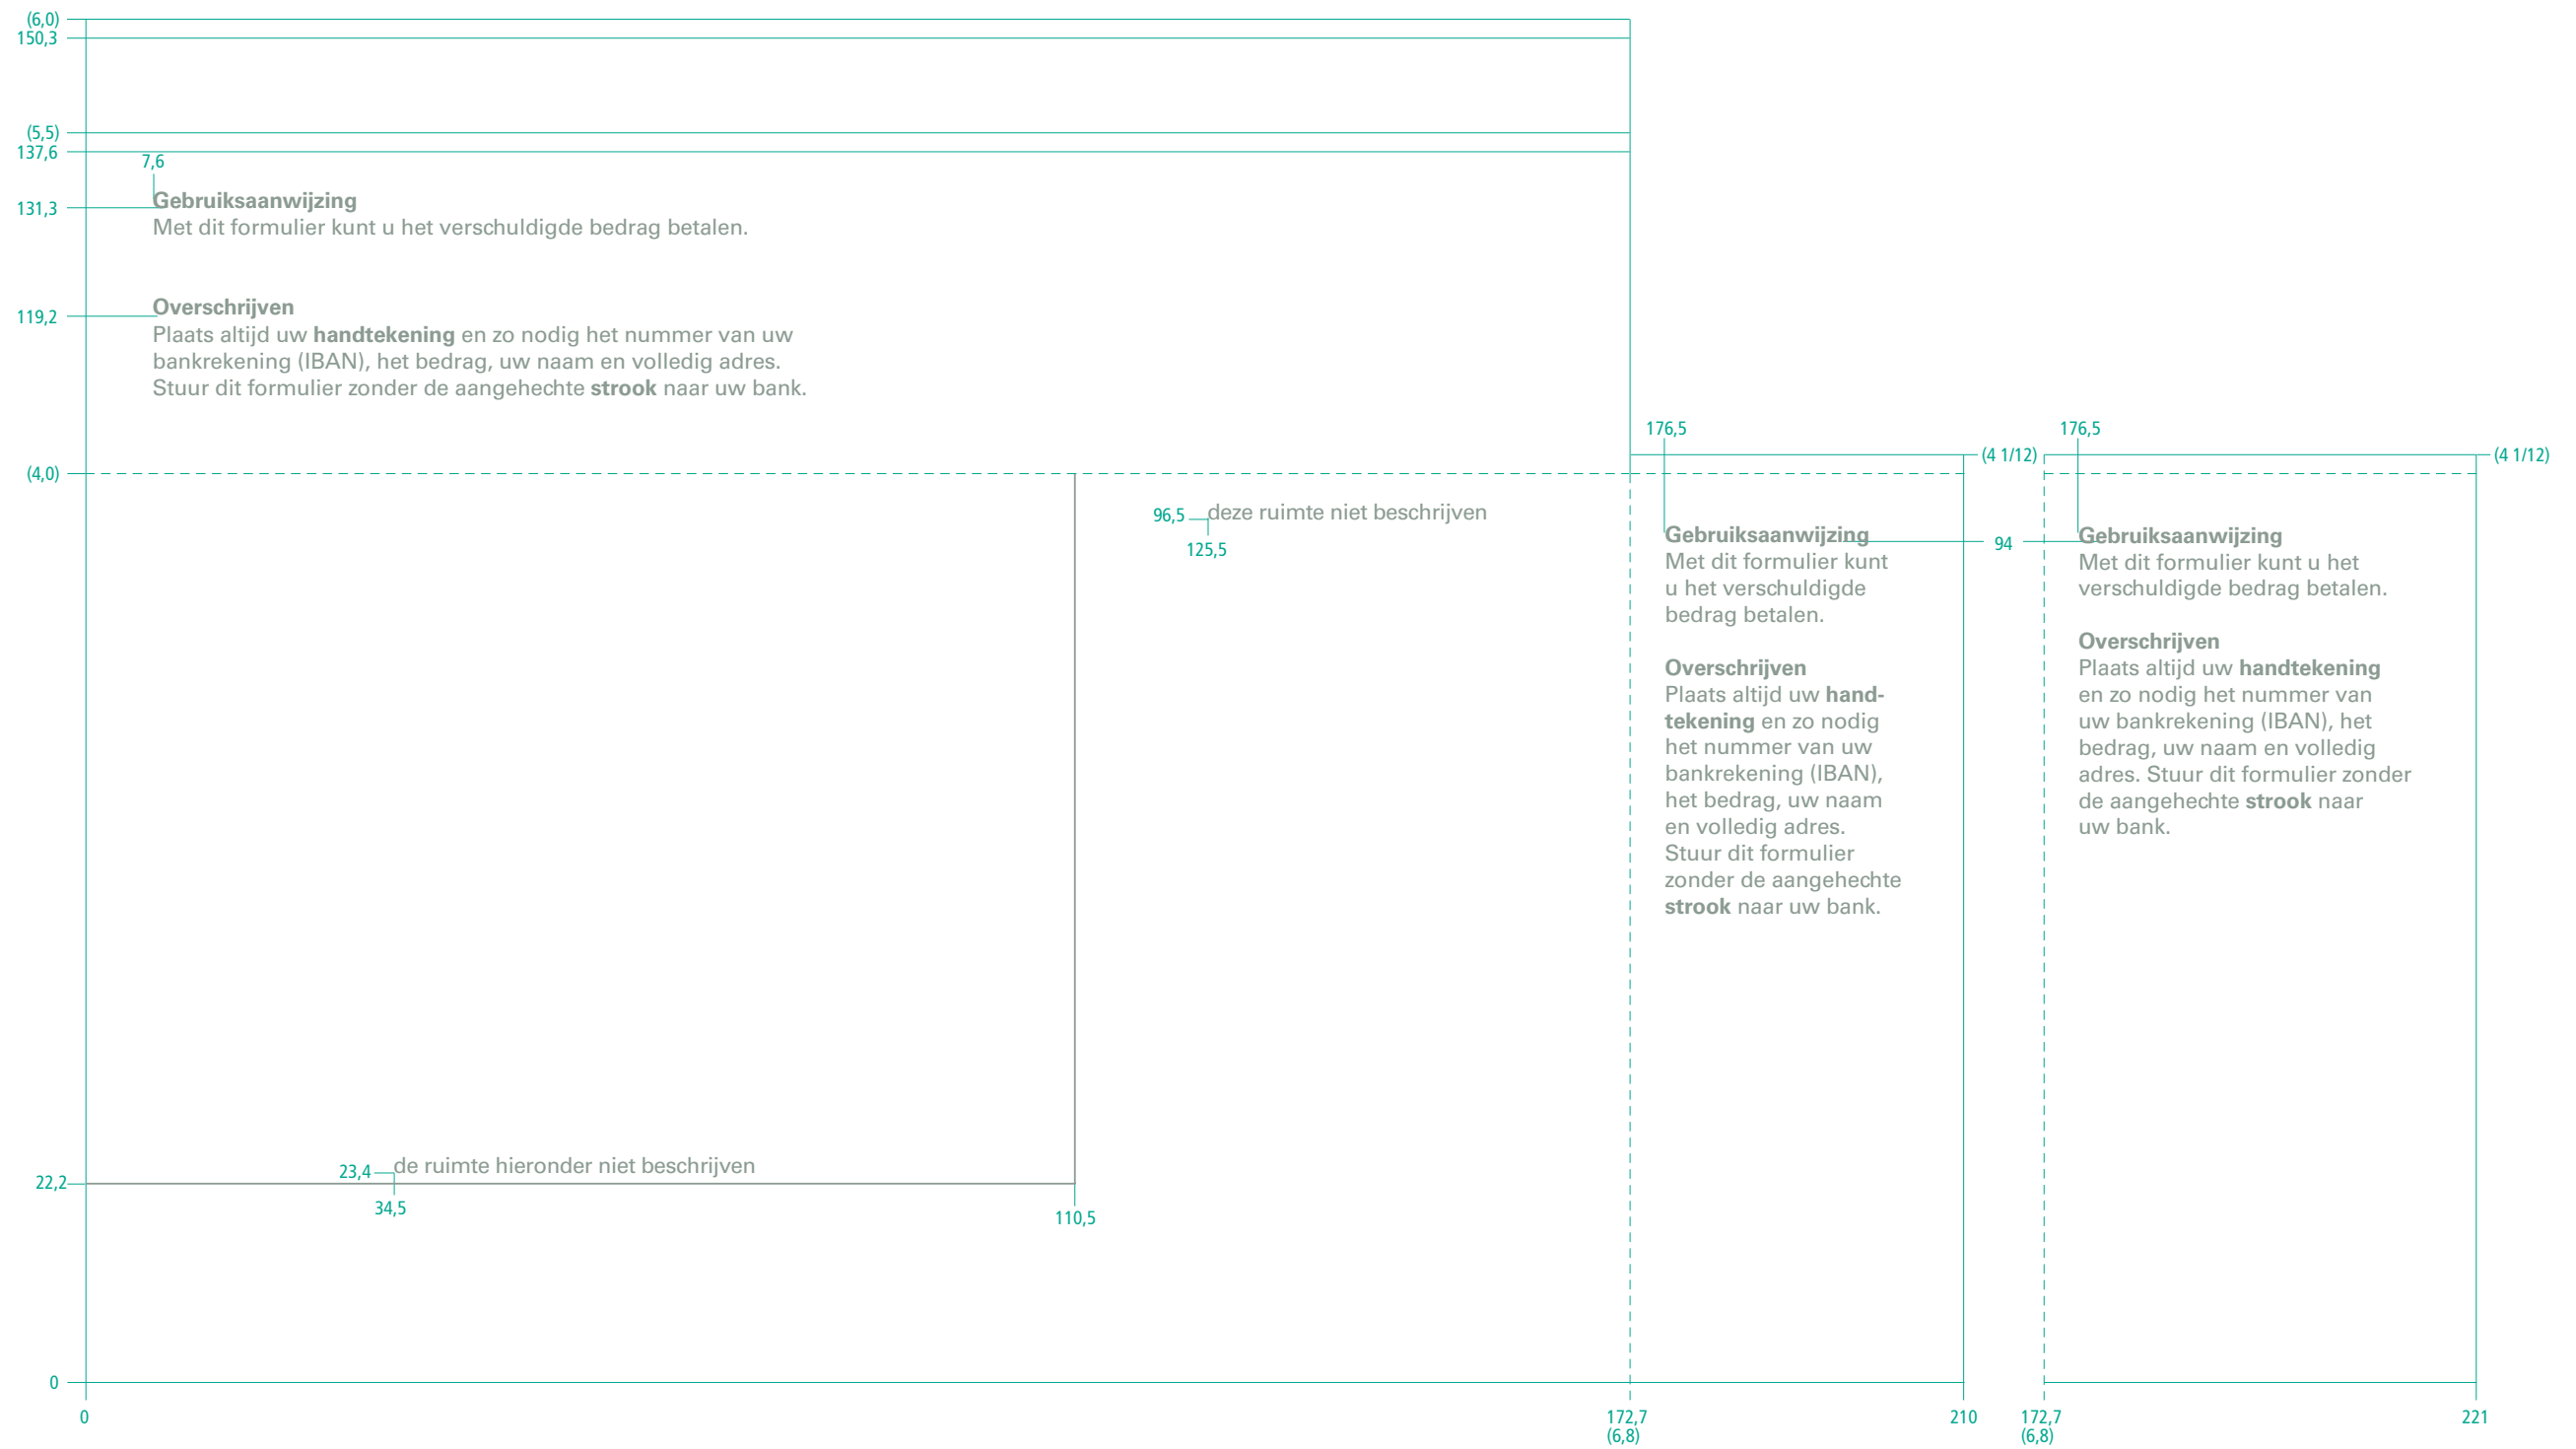 (6,0)
150,3
(5,5)
137,6
7,6
131,3
Gebruiksaanwijzing
Met dit formulier kunt u het verschuldigde bedrag betalen.
119,2
Overschrijven
Plaats altijd uw handtekening en zo nodig het nummer van uw
bankrekening (IBAN), het bedrag, uw naam en volledig adres.
Stuur dit formulier zonder de aangehechte strook naar uw bank.
(4,0)
96,5
deze ruimte niet beschrijven
125,5
176,5
(4 1/12)
Gebruiksaanwijzing
Met dit formulier kunt
u het verschuldigde
bedrag betalen.
Overschrijven
Plaats altijd uw hand-
tekening en zo nodig
het nummer van uw
bankrekening (IBAN),
het bedrag, uw naam
en volledig adres.
Stuur dit formulier
zonder de aangehechte
strook naar uw bank.
94
176,5
(4 1/12)
Gebruiksaanwijzing
Met dit formulier kunt u het
verschuldigde bedrag betalen.
Overschrijven
Plaats altijd uw handtekening
en zo nodig het nummer van
uw bankrekening (IBAN), het
bedrag, uw naam en volledig
adres. Stuur dit formulier zonder
de aangehechte strook naar
uw bank.
23,4
de ruimte hieronder niet beschrijven
22,2
34,5
110,5
0
0
172,7
(6,8)
210
172,7
(6,8)
221